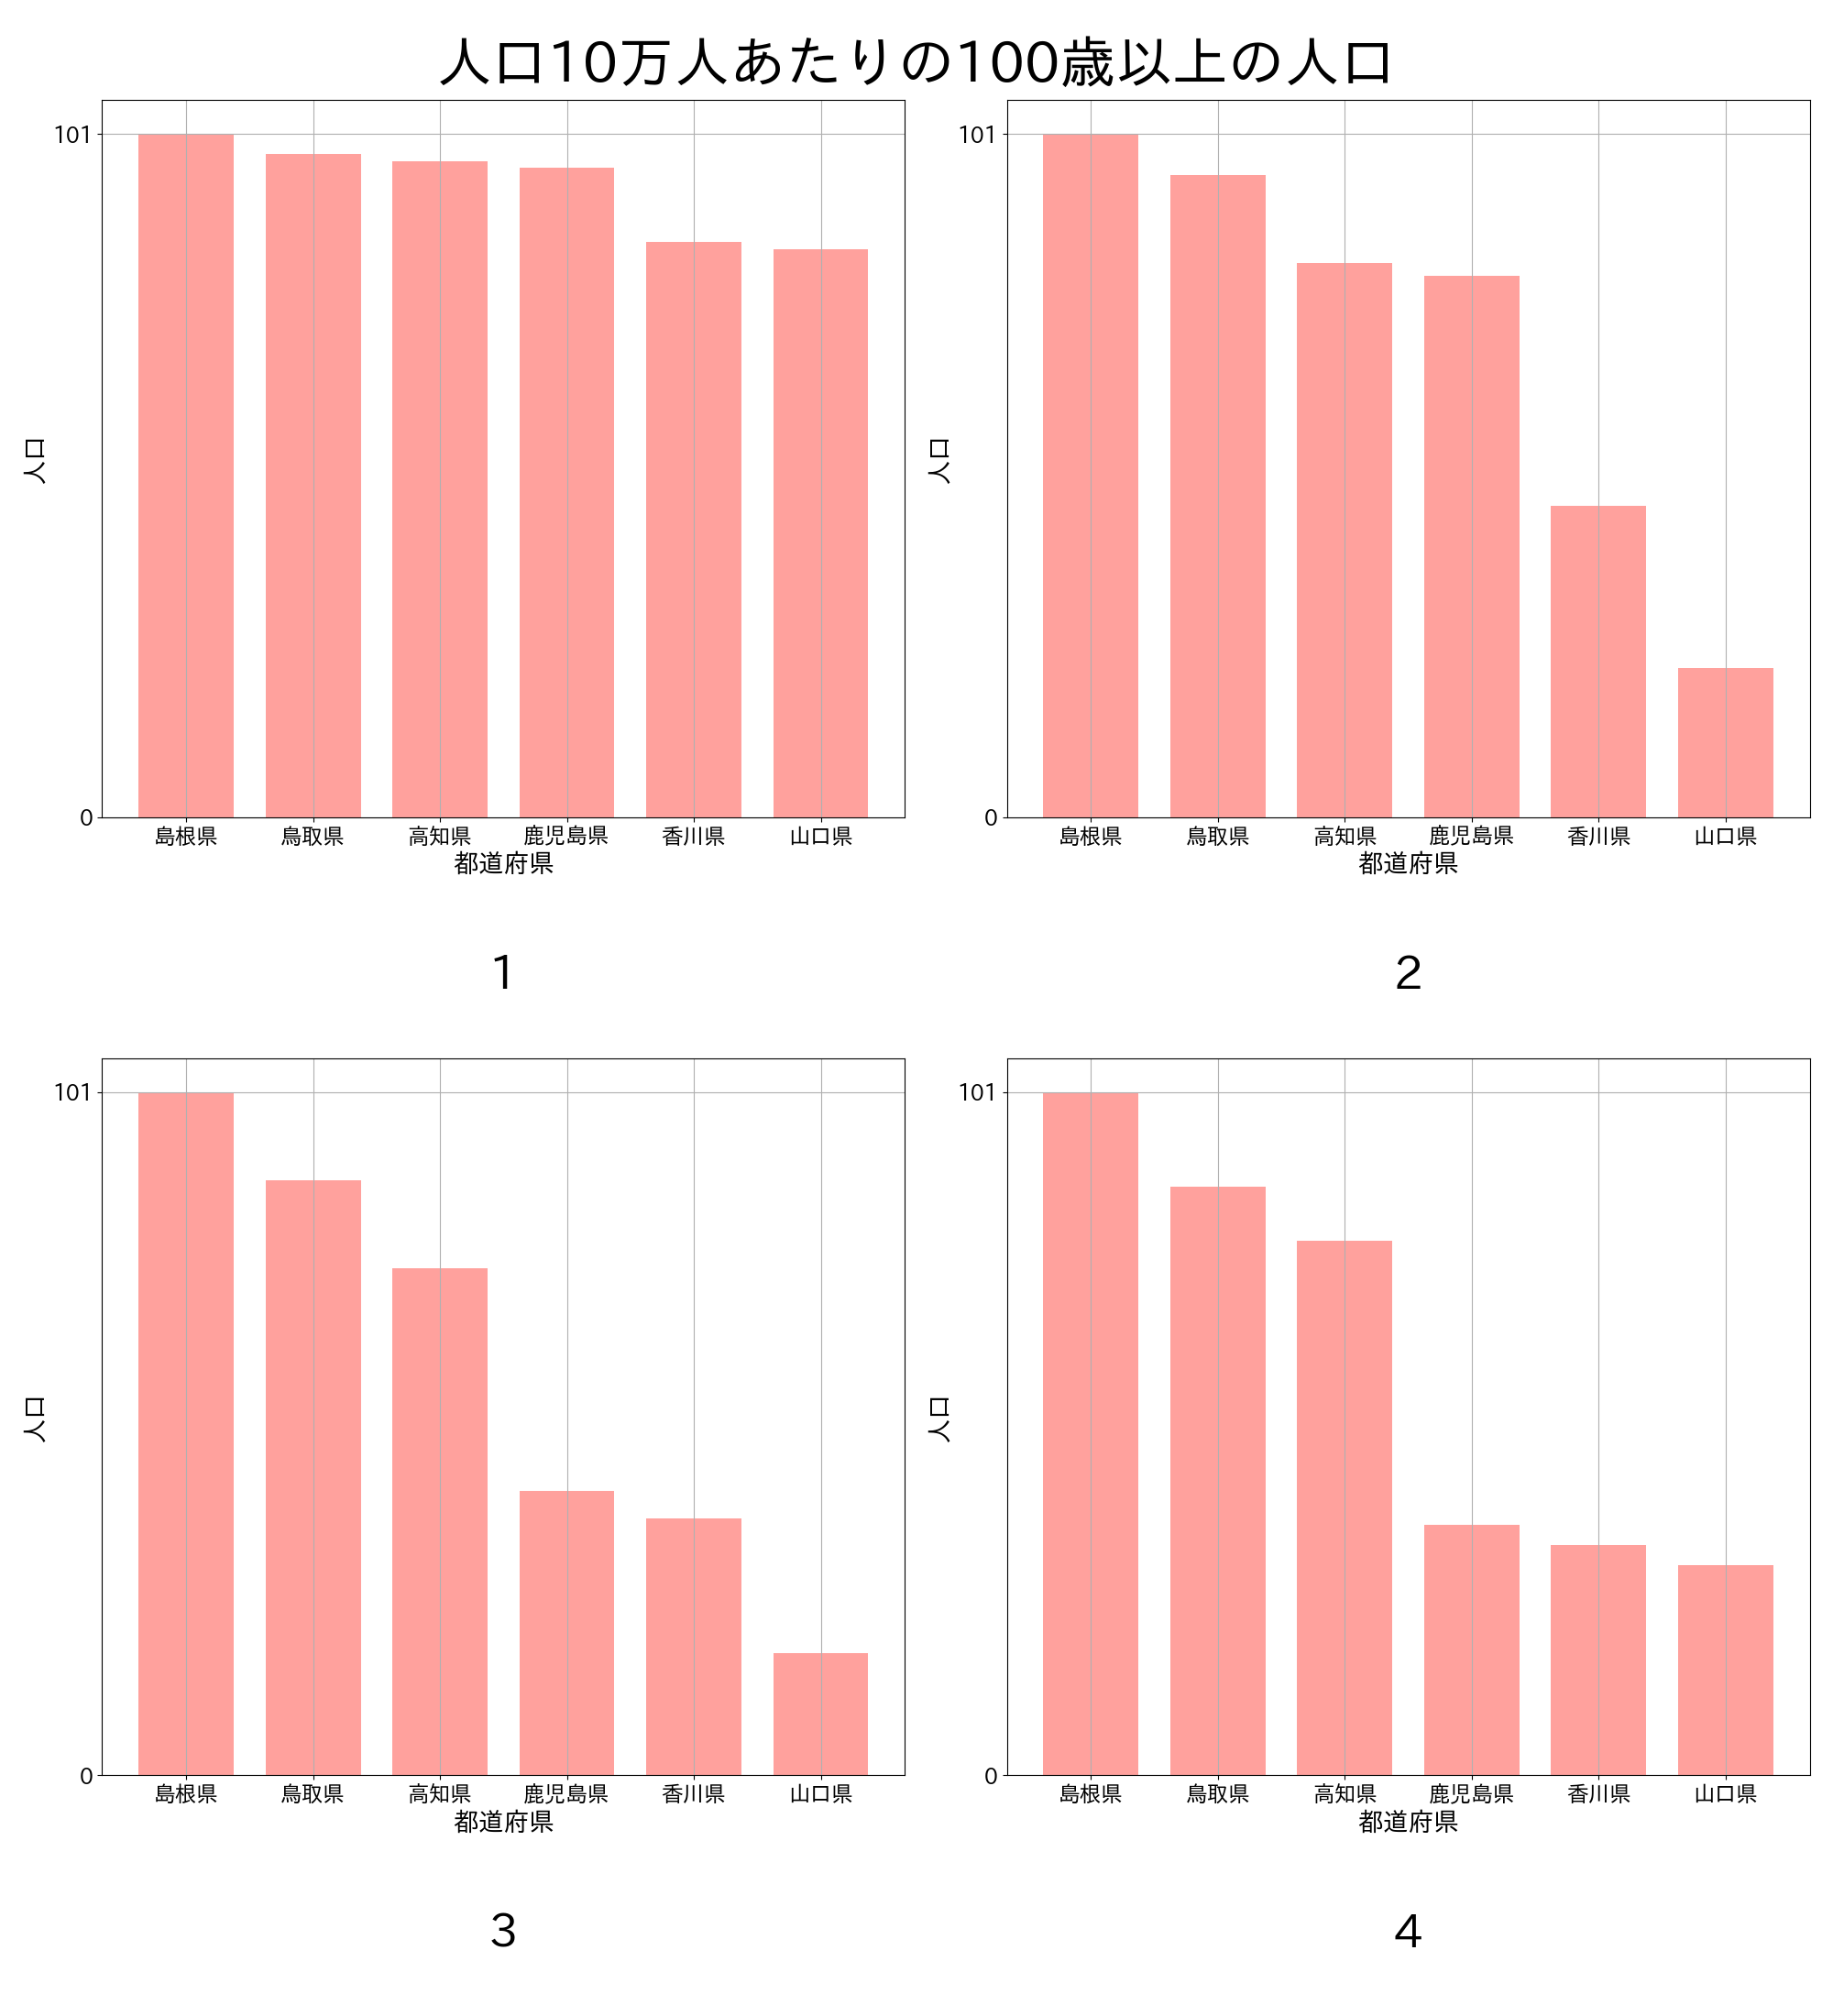 人口10万人あたりの100歳以上の人口
101
0
人口
島根県 鳥取県 高知県 鹿児島県 香川県 山口県
都道府県
1
101
0
人口
島根県 鳥取県 高知県 鹿児島県 香川県 山口県
都道府県
2
101
0
人口
島根県 鳥取県 高知県 鹿児島県 香川県 山口県
都道府県
3
101
0
人口
島根県 鳥取県 高知県 鹿児島県 香川県 山口県
都道府県
4